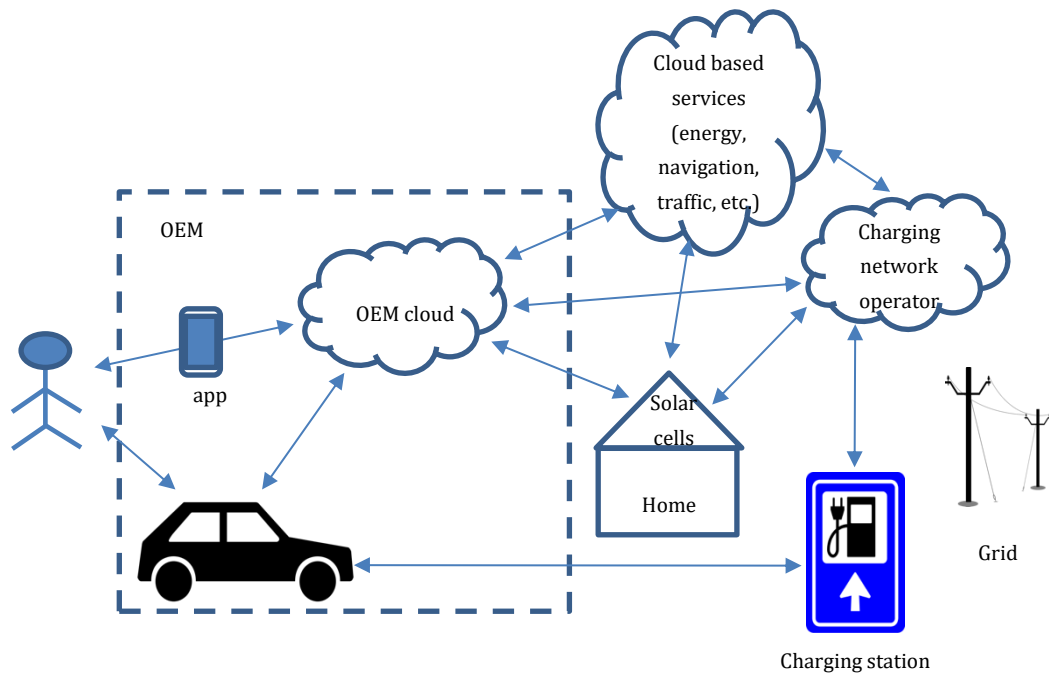 Cloud based
services
(energy,
navigation,
traffic, etc.)
OEM
Charging
network
operator
OEM cloud
app
Solar
cells
Home
Grid
Charging station